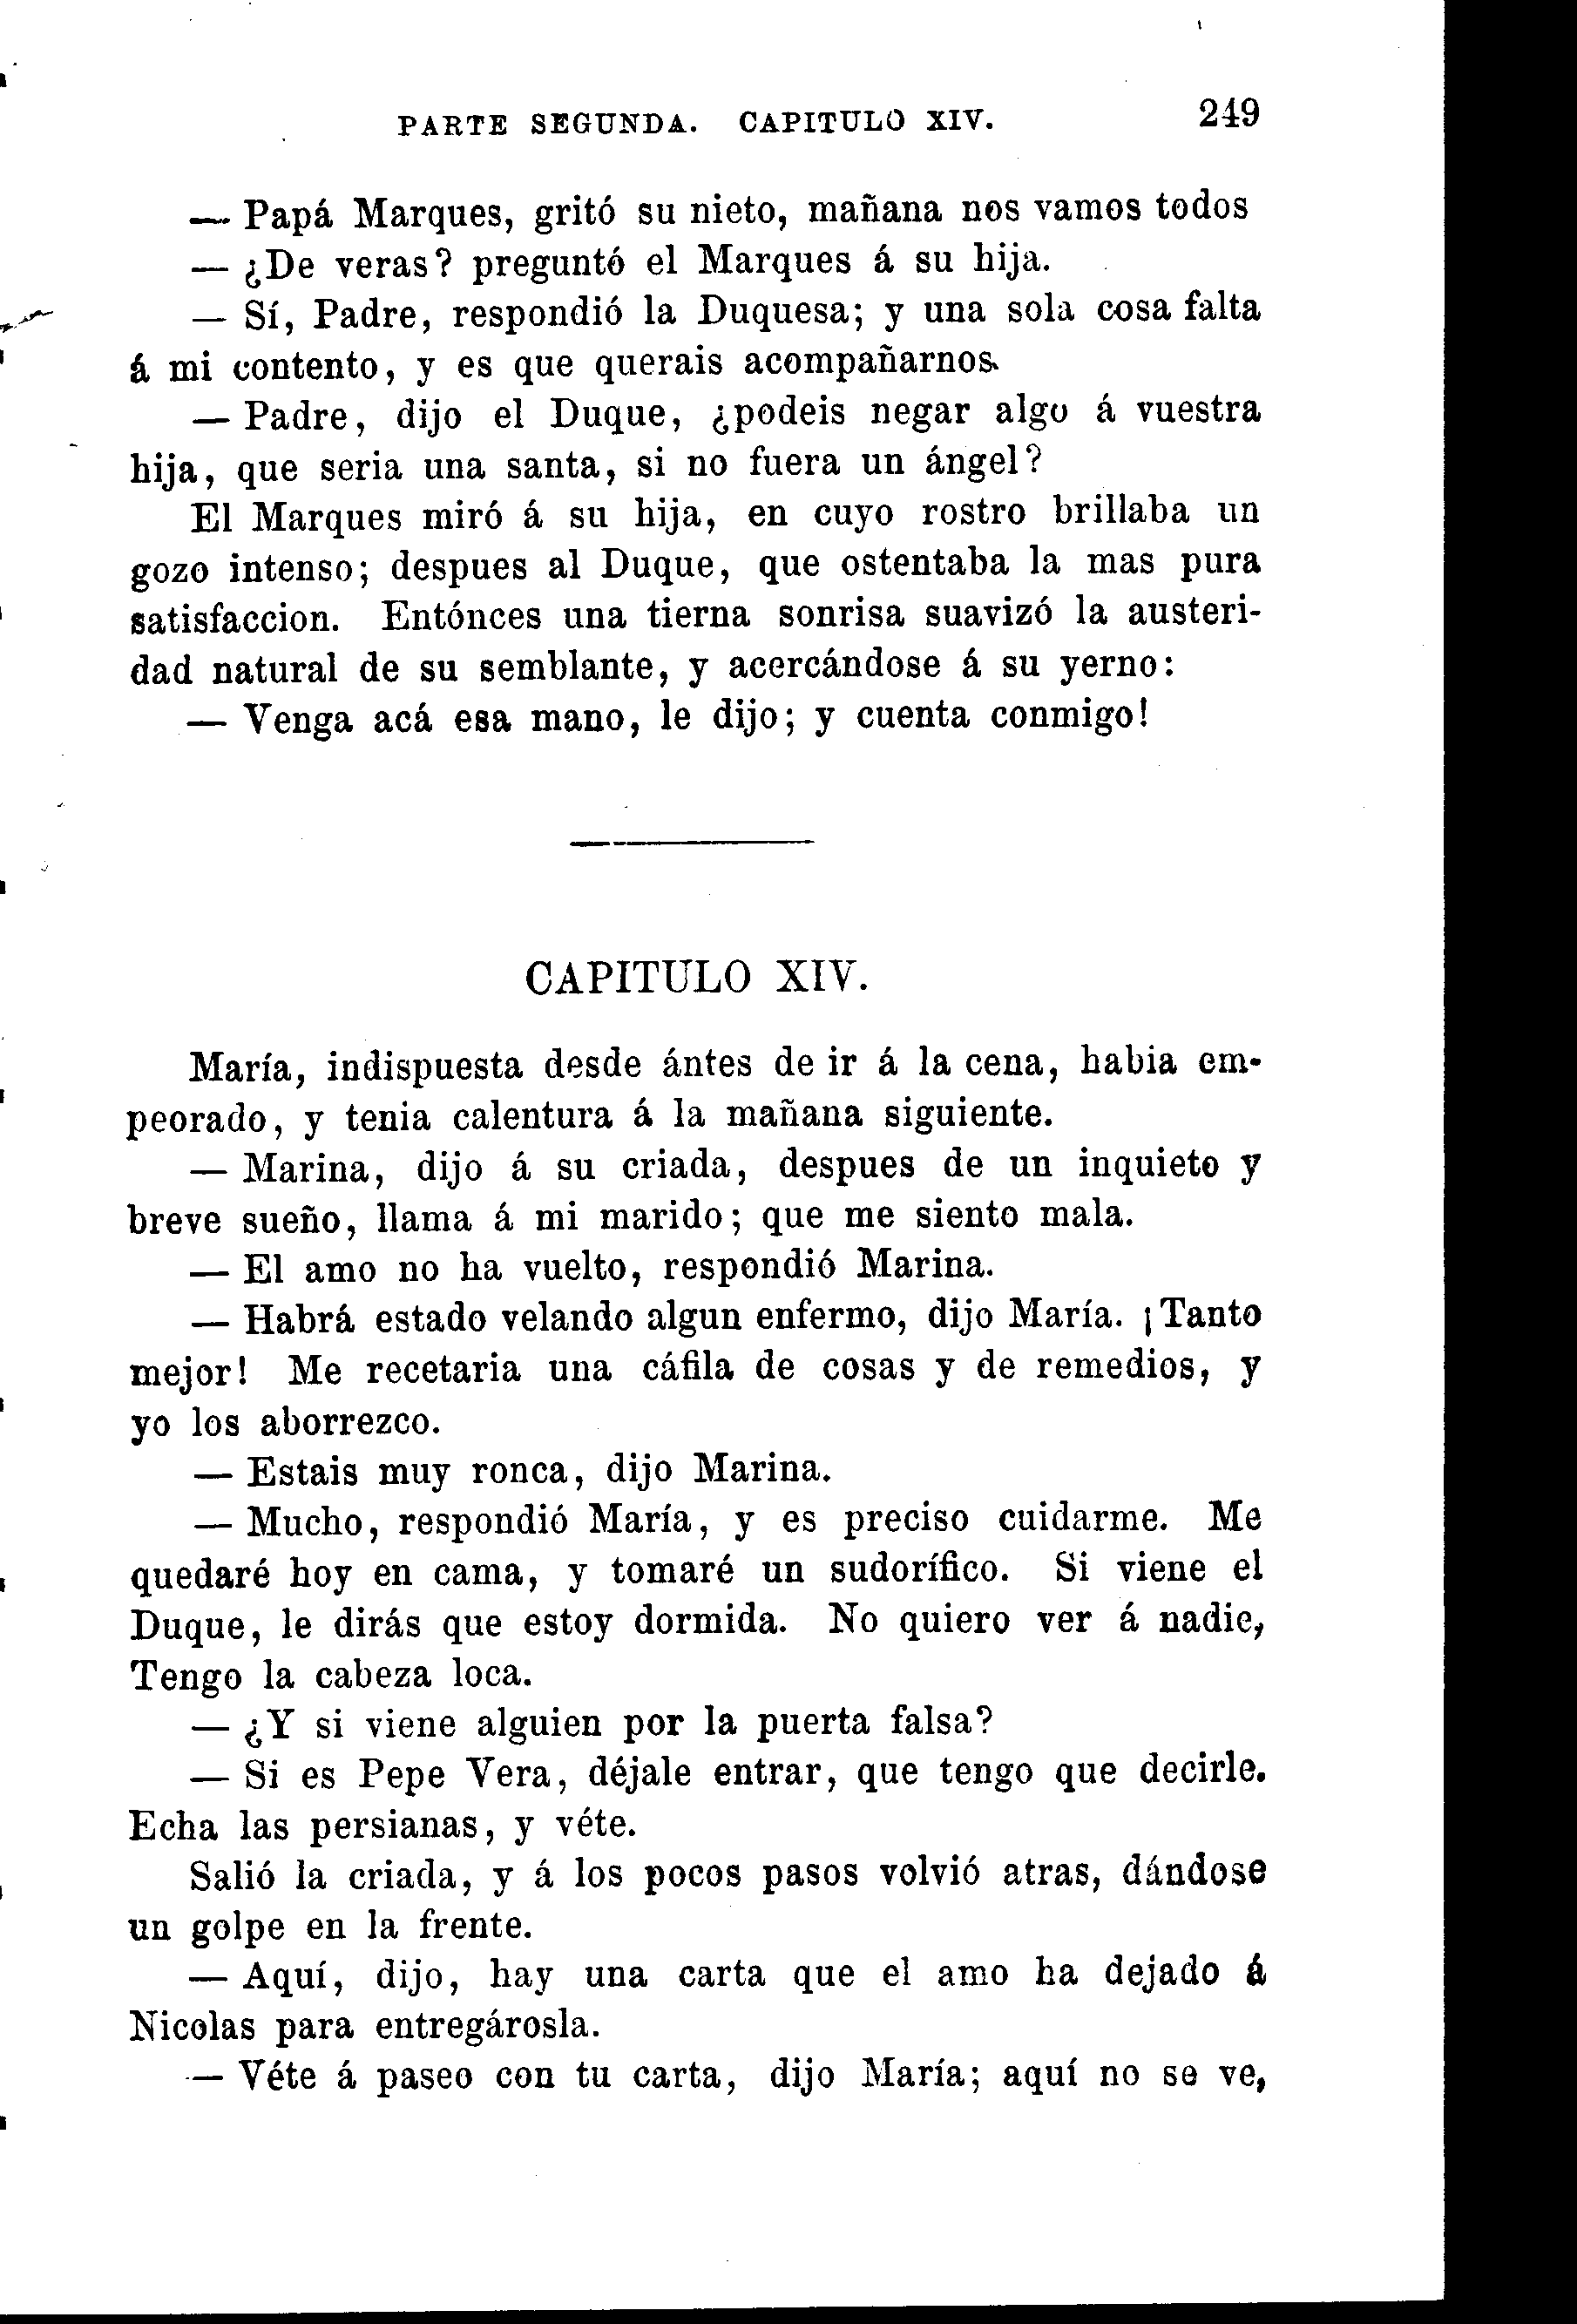 PARTE SEGUNDA. CAPITULO XIV. 249
— Papá Marques, gritó su nieto, mañana nos vamos todos
— ¿De veras? preguntó el Marques á su hija.
— Sí, Padre, respondió la Duquesa; y una sola cosa falta
á mi contento, y es que querais acompañarnos.
— Padre, dijo el Duque, ¿podeis negar algo á vuestra
hija, que seria una santa, si no fuera un ángel?
El Marques miró á su hija, en cuyo rostro brillaba un
gozo intenso; despues al Duque, que ostentaba la mas pura
satisfaccion. Entónces una tierna sonrisa suavizó la austeri-
dad natural de su semblante, y acercándose á su yerno:
— Venga acá esa mano, le dijo; y cuenta conmigo!
CAPITULO XIV.
María, indispuesta desde ántes de ir á la cena, habia em-
peorado, y tenia calentura á la mañana siguiente.
— Marina, dijo á su criada, despues de un inquieto y
breve sueño, llama á mi marido; que me siento mala.
— El amo no ha vuelto, respondió Marina.
— Habrá estado velando algun enfermo, dijo María. ¡Tanto
mejor! Me recetaria una cáfila de cosas y de remedios, y
yo los aborrezco.
— Estais muy ronca, dijo Marina.
— Mucho, respondió María, y es preciso cuidarme. Me
quedaré hoy en cama, y tomaré un sudorífico. Si viene el
Duque, le dirás que estoy dormida. No quiero ver á nadie,
Tengo la cabeza loca.
— ¿Y si viene alguien por la puerta falsa?
— Si es Pepe Vera, déjale entrar, que tengo que decirle.
Echa las persianas, y véte.
Salió la criada, y á los pocos pasos volvió atras, dándose
un golpe en la frente.
— Aquí, dijo, hay una carta que el amo ha dejado á
Nicolas para entregárosla.
— Véte á paseo con tu carta, dijo María; aquí no se ve,